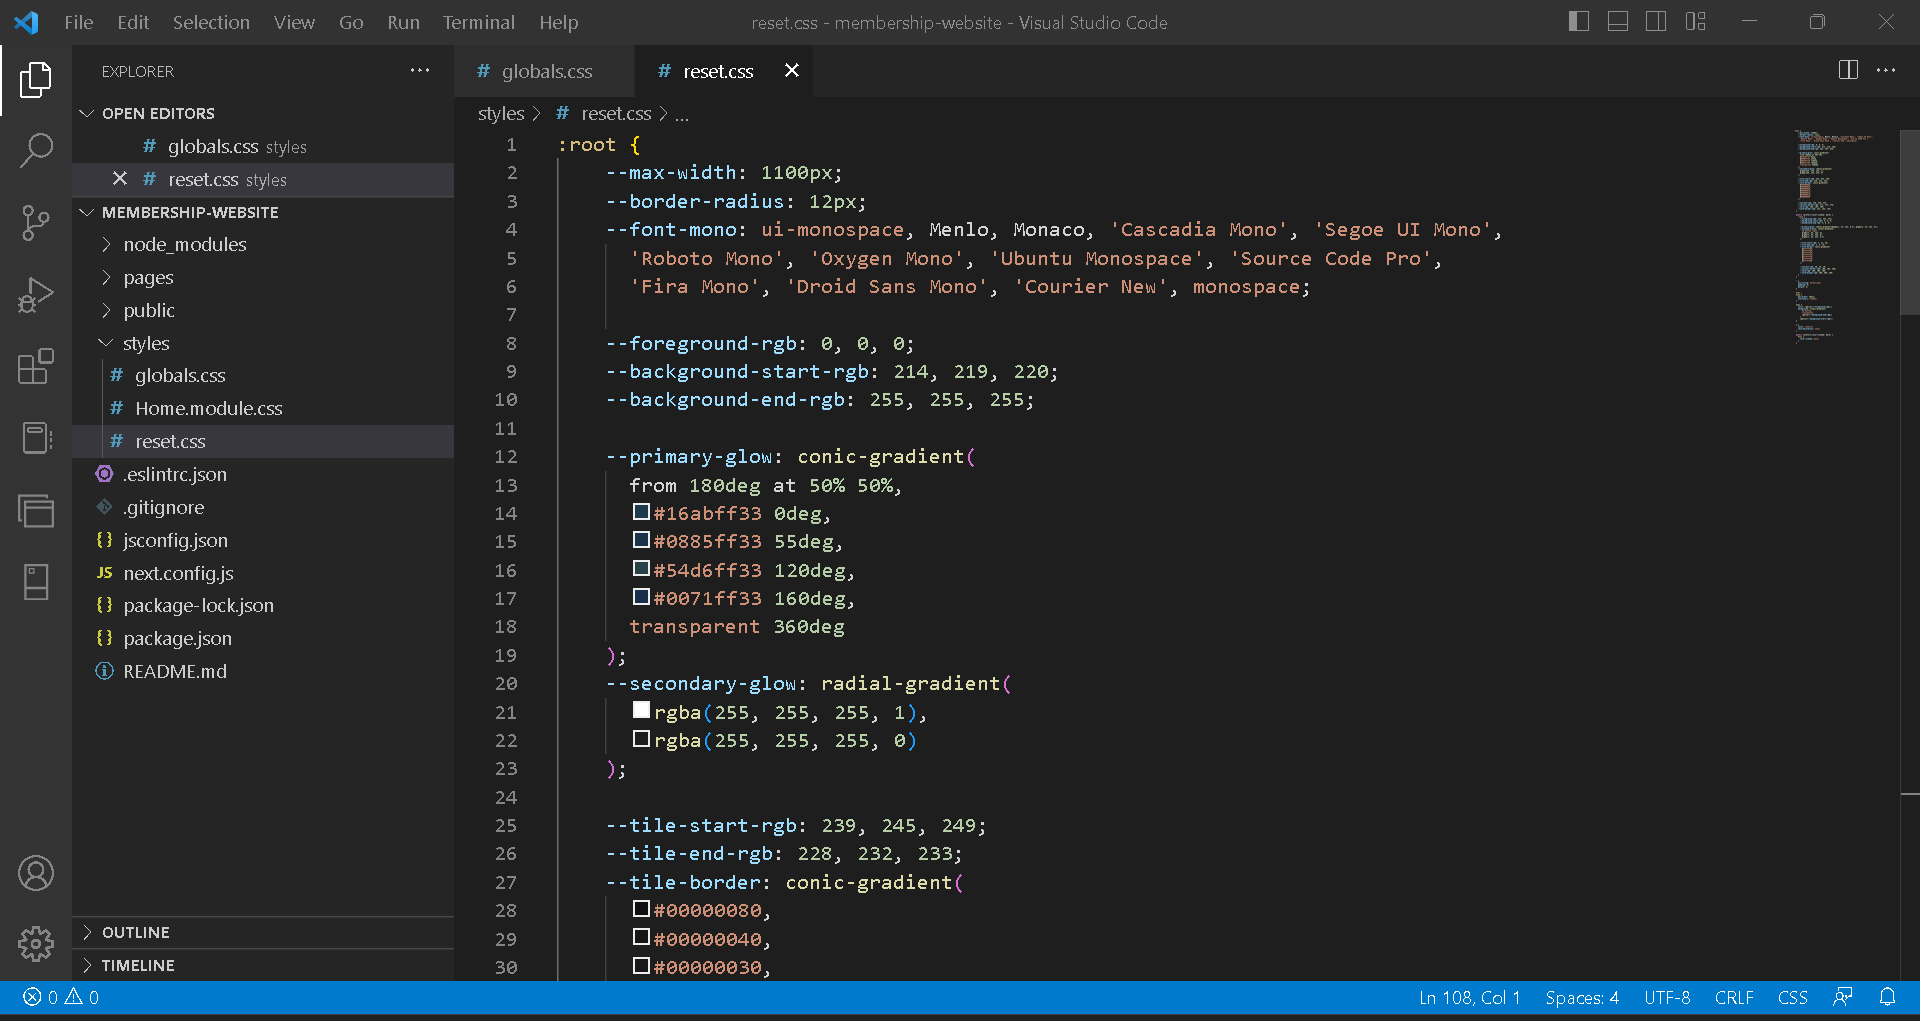 File Edit Selection View Go Run Terminal Help
reset.css - membership-website - Visual Studio Code
EXPLORER
OPEN EDITORS
# globals.css styles
# reset.css styles
MEMBERSHIP-WEBSITE
node_modules
pages
public
styles
# globals.css
# Home.module.css
# reset.css
.eslintrc.json
.gitignore
{} jsconfig.json
JS next.config.js
{} package-lock.json
{} package.json
README.md
OUTLINE
TIMELINE
# globals.css
# reset.css
styles > # reset.css > ...
1 :root {
2 --max-width: 1100px;
3 --border-radius: 12px;
4 --font-mono: ui-monospace, Menlo, Monaco, 'Cascadia Mono', 'Segoe UI Mono',
5 'Roboto Mono', 'Oxygen Mono', 'Ubuntu Monospace', 'Source Code Pro',
6 'Fira Mono', 'Droid Sans Mono', 'Courier New', monospace;
7
8 --foreground-rgb: 0, 0, 0;
9 --background-start-rgb: 214, 219, 220;
10 --background-end-rgb: 255, 255, 255;
11
12 --primary-glow: conic-gradient(
13 from 180deg at 50% 50%,
14 #16abff33 0deg,
15 #0885ff33 55deg,
16 #54d6ff33 120deg,
17 #0071ff33 160deg,
18 transparent 360deg
19 );
20 --secondary-glow: radial-gradient(
21 rgba(255, 255, 255, 1),
22 rgba(255, 255, 255, 0)
23 );
24
25 --tile-start-rgb: 239, 245, 249;
26 --tile-end-rgb: 228, 232, 233;
27 --tile-border: conic-gradient(
28 #00000080,
29 #00000040,
30 #00000030,
0 0
Ln 108, Col 1 Spaces: 4 UTF-8 CRLF CSS